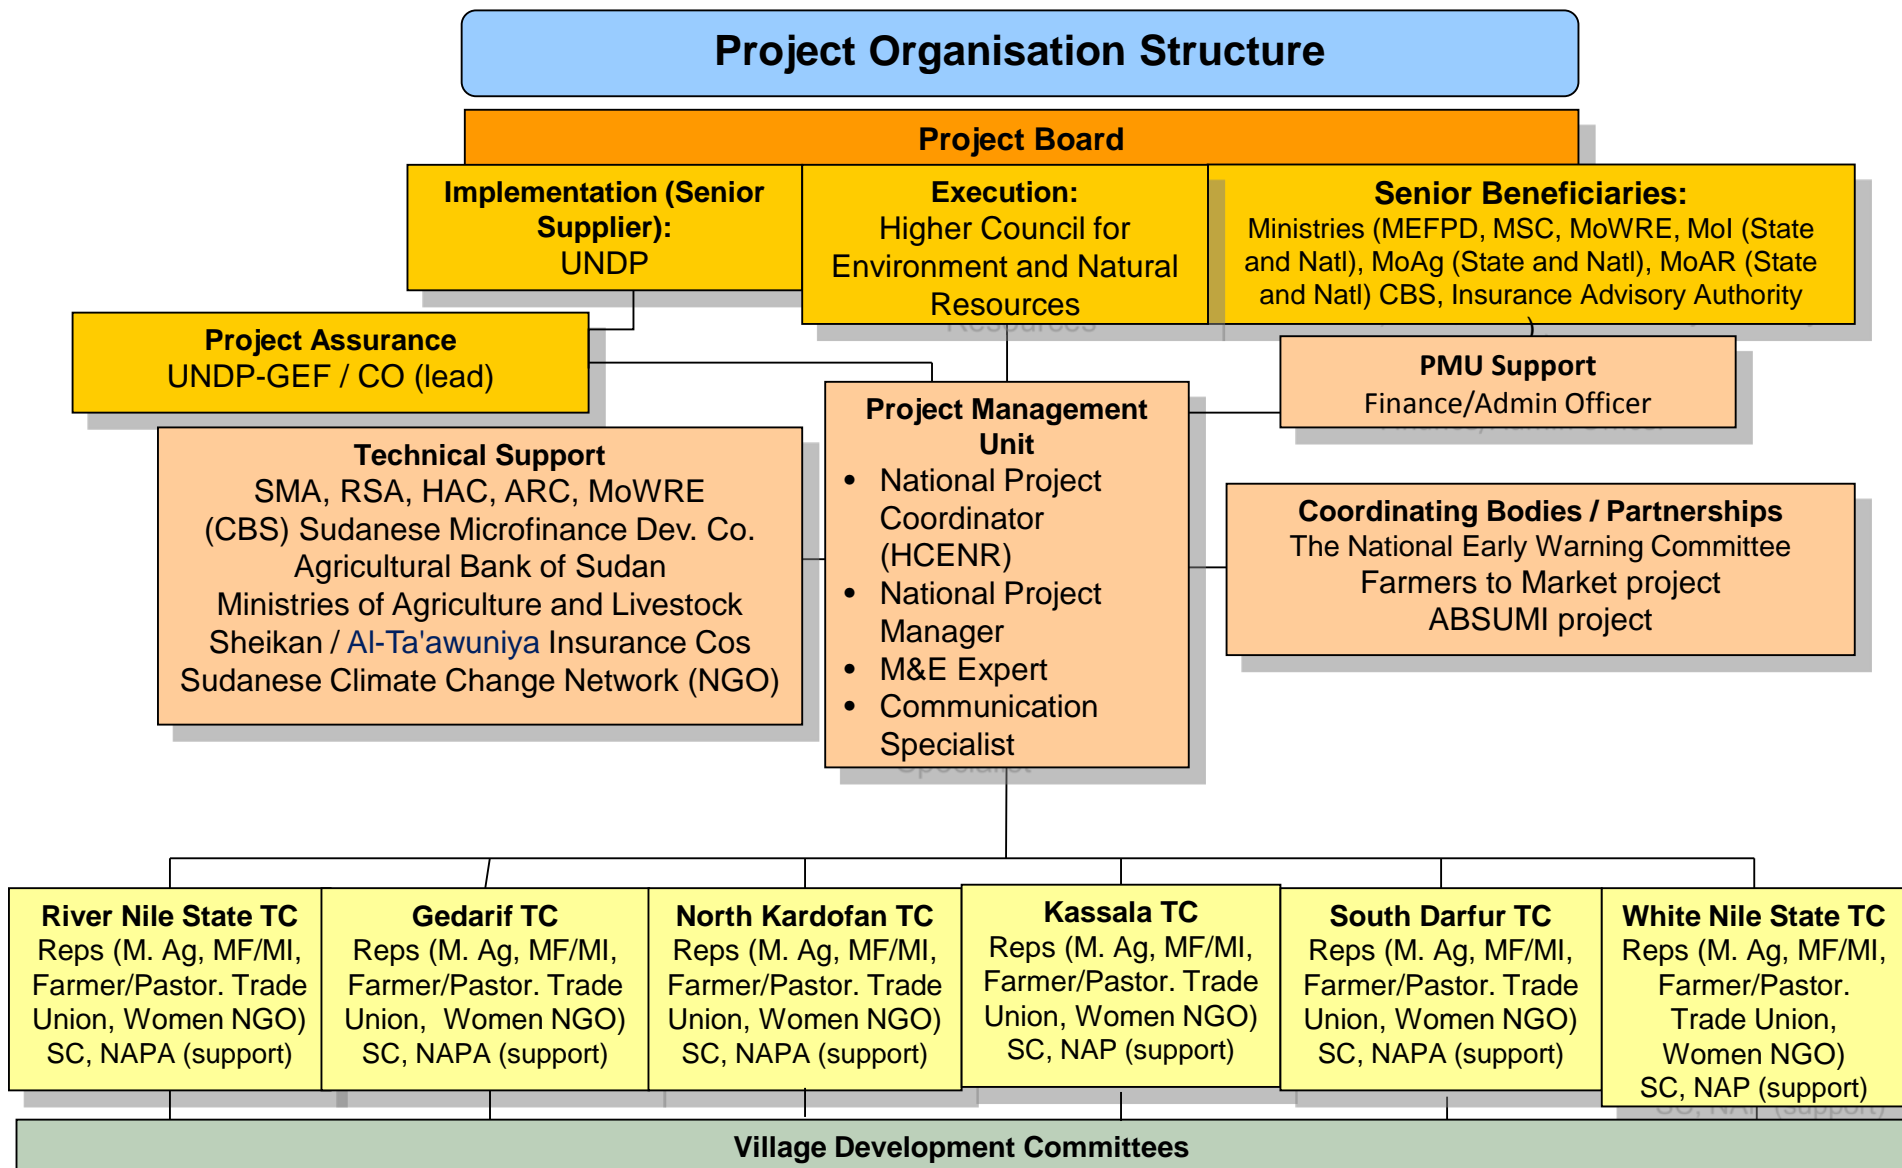 Project Organisation Structure
Project Board
Implementation (Senior
Supplier):
UNDP
Execution:
Higher Council for
Environment and Natural
Resources
Senior Beneficiaries:
Ministries (MEFPD, MSC, MoWRE, MoI (State
and Natl), MoAg (State and Natl), MoAR (State
and Natl) CBS, Insurance Advisory Authority
Project Assurance
UNDP-GEF / CO (lead)
PMU Support
Finance/Admin Officer
Technical Support
SMA, RSA, HAC, ARC, MoWRE
(CBS) Sudanese Microfinance Dev. Co.
Agricultural Bank of Sudan
Ministries of Agriculture and Livestock
Sheikan / Al-Ta'awuniya Insurance Cos
Sudanese Climate Change Network (NGO)
Project Management
Unit
• National Project
Coordinator
(HCENR)
• National Project
Manager
• M&E Expert
• Communication
Specialist
Coordinating Bodies / Partnerships
The National Early Warning Committee
Farmers to Market project
ABSUMI project
River Nile State TC
Reps (M. Ag, MF/MI,
Farmer/Pastor. Trade
Union, Women NGO)
SC, NAPA (support)
Gedarif TC
Reps (M. Ag, MF/MI,
Farmer/Pastor. Trade
Union, Women NGO)
SC, NAPA (support)
North Kardofan TC
Reps (M. Ag, MF/MI,
Farmer/Pastor. Trade
Union, Women NGO)
SC, NAPA (support)
Kassala TC
Reps (M. Ag, MF/MI,
Farmer/Pastor. Trade
Union, Women NGO)
SC, NAP (support)
South Darfur TC
Reps (M. Ag, MF/MI,
Farmer/Pastor. Trade
Union, Women NGO)
SC, NAPA (support)
White Nile State TC
Reps (M. Ag, MF/MI,
Farmer/Pastor.
Trade Union,
Women NGO)
SC, NAP (support)
Village Development Committees